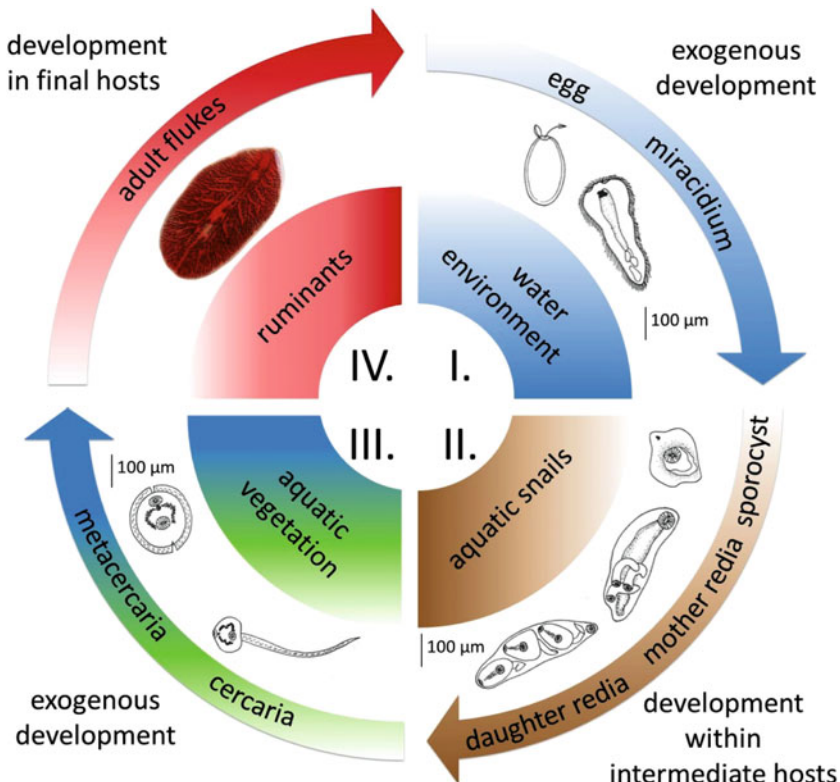 development
in final hosts
adult flukes
ruminants
IV.
exogenous
development
egg
miracidium
water
environment
100 µm
I.
II.
aquatic snails
sporocyst
mother redia
daughter redia
100 µm
development
within
intermediate hosts
III.
aquatic
vegetation
100 µm
metacercaria
cercaria
exogenous
development